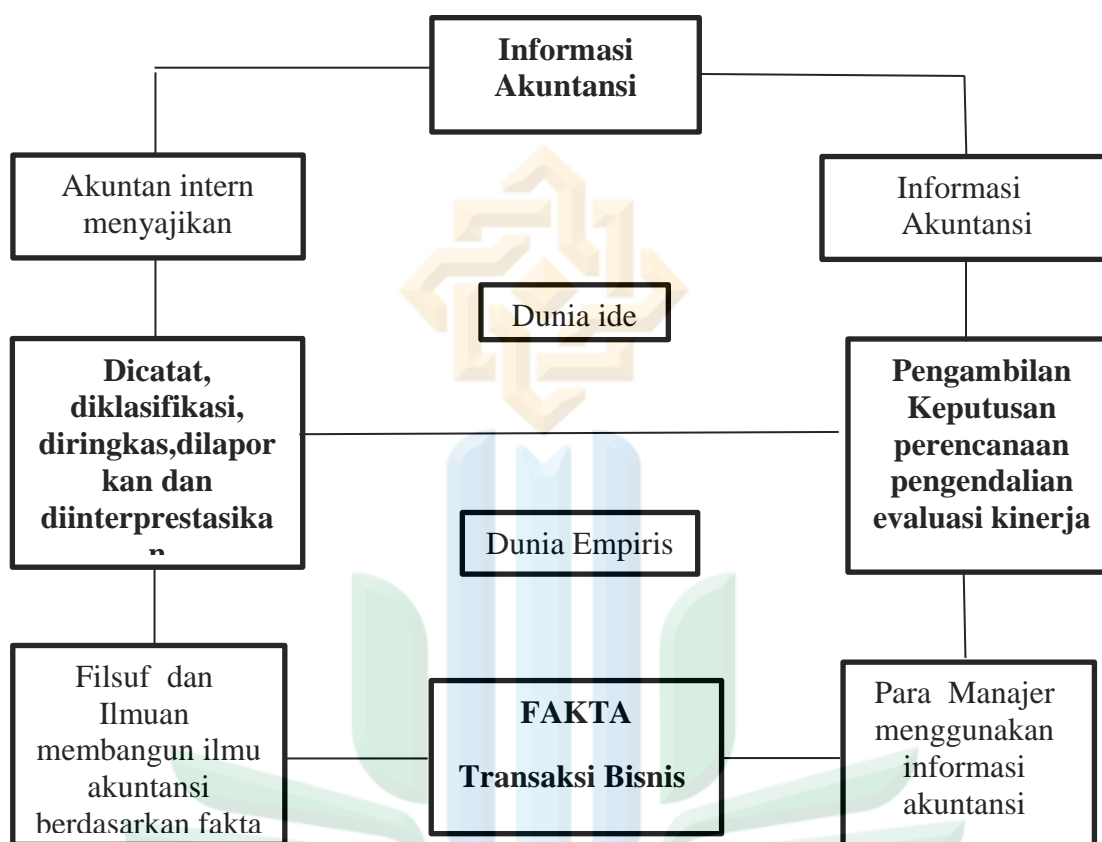 Informasi
Akuntansi
Akuntan intern
menyajikan
Informasi
Akuntansi
Dunia ide
Dicatat,
diklasifikasi,
diringkas,dilapor
kan dan
diinterprestasika
n
Pengambilan
Keputusan
perencanaan
pengendalian
evaluasi kinerja
Dunia Empiris
Filsuf dan
Ilmuan
membangun ilmu
akuntansi
berdasarkan fakta
FAKTA
Transaksi Bisnis
Para Manajer
menggunakan
informasi
akuntansi